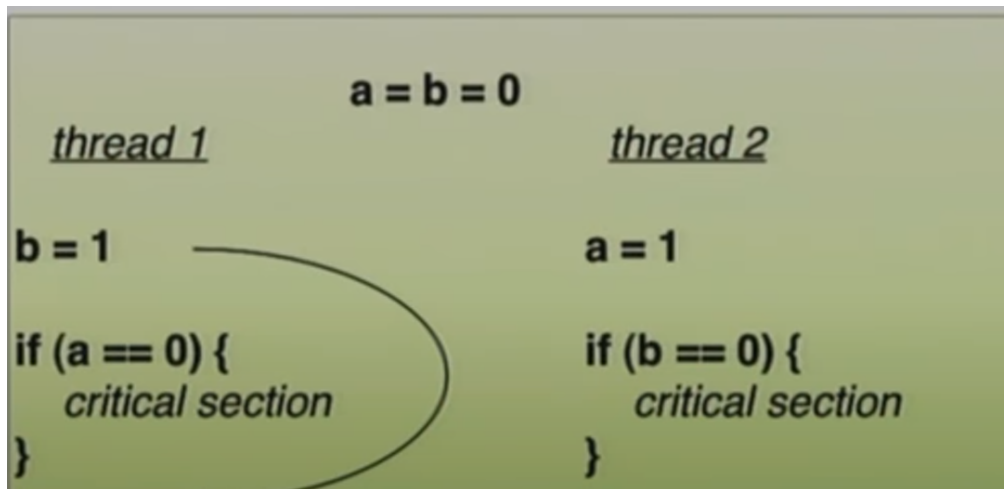 a = b = 0
thread 1
thread 2
b = 1
a = 1
if (a == 0) {
if (b == 0) {
critical section
critical section
}
}